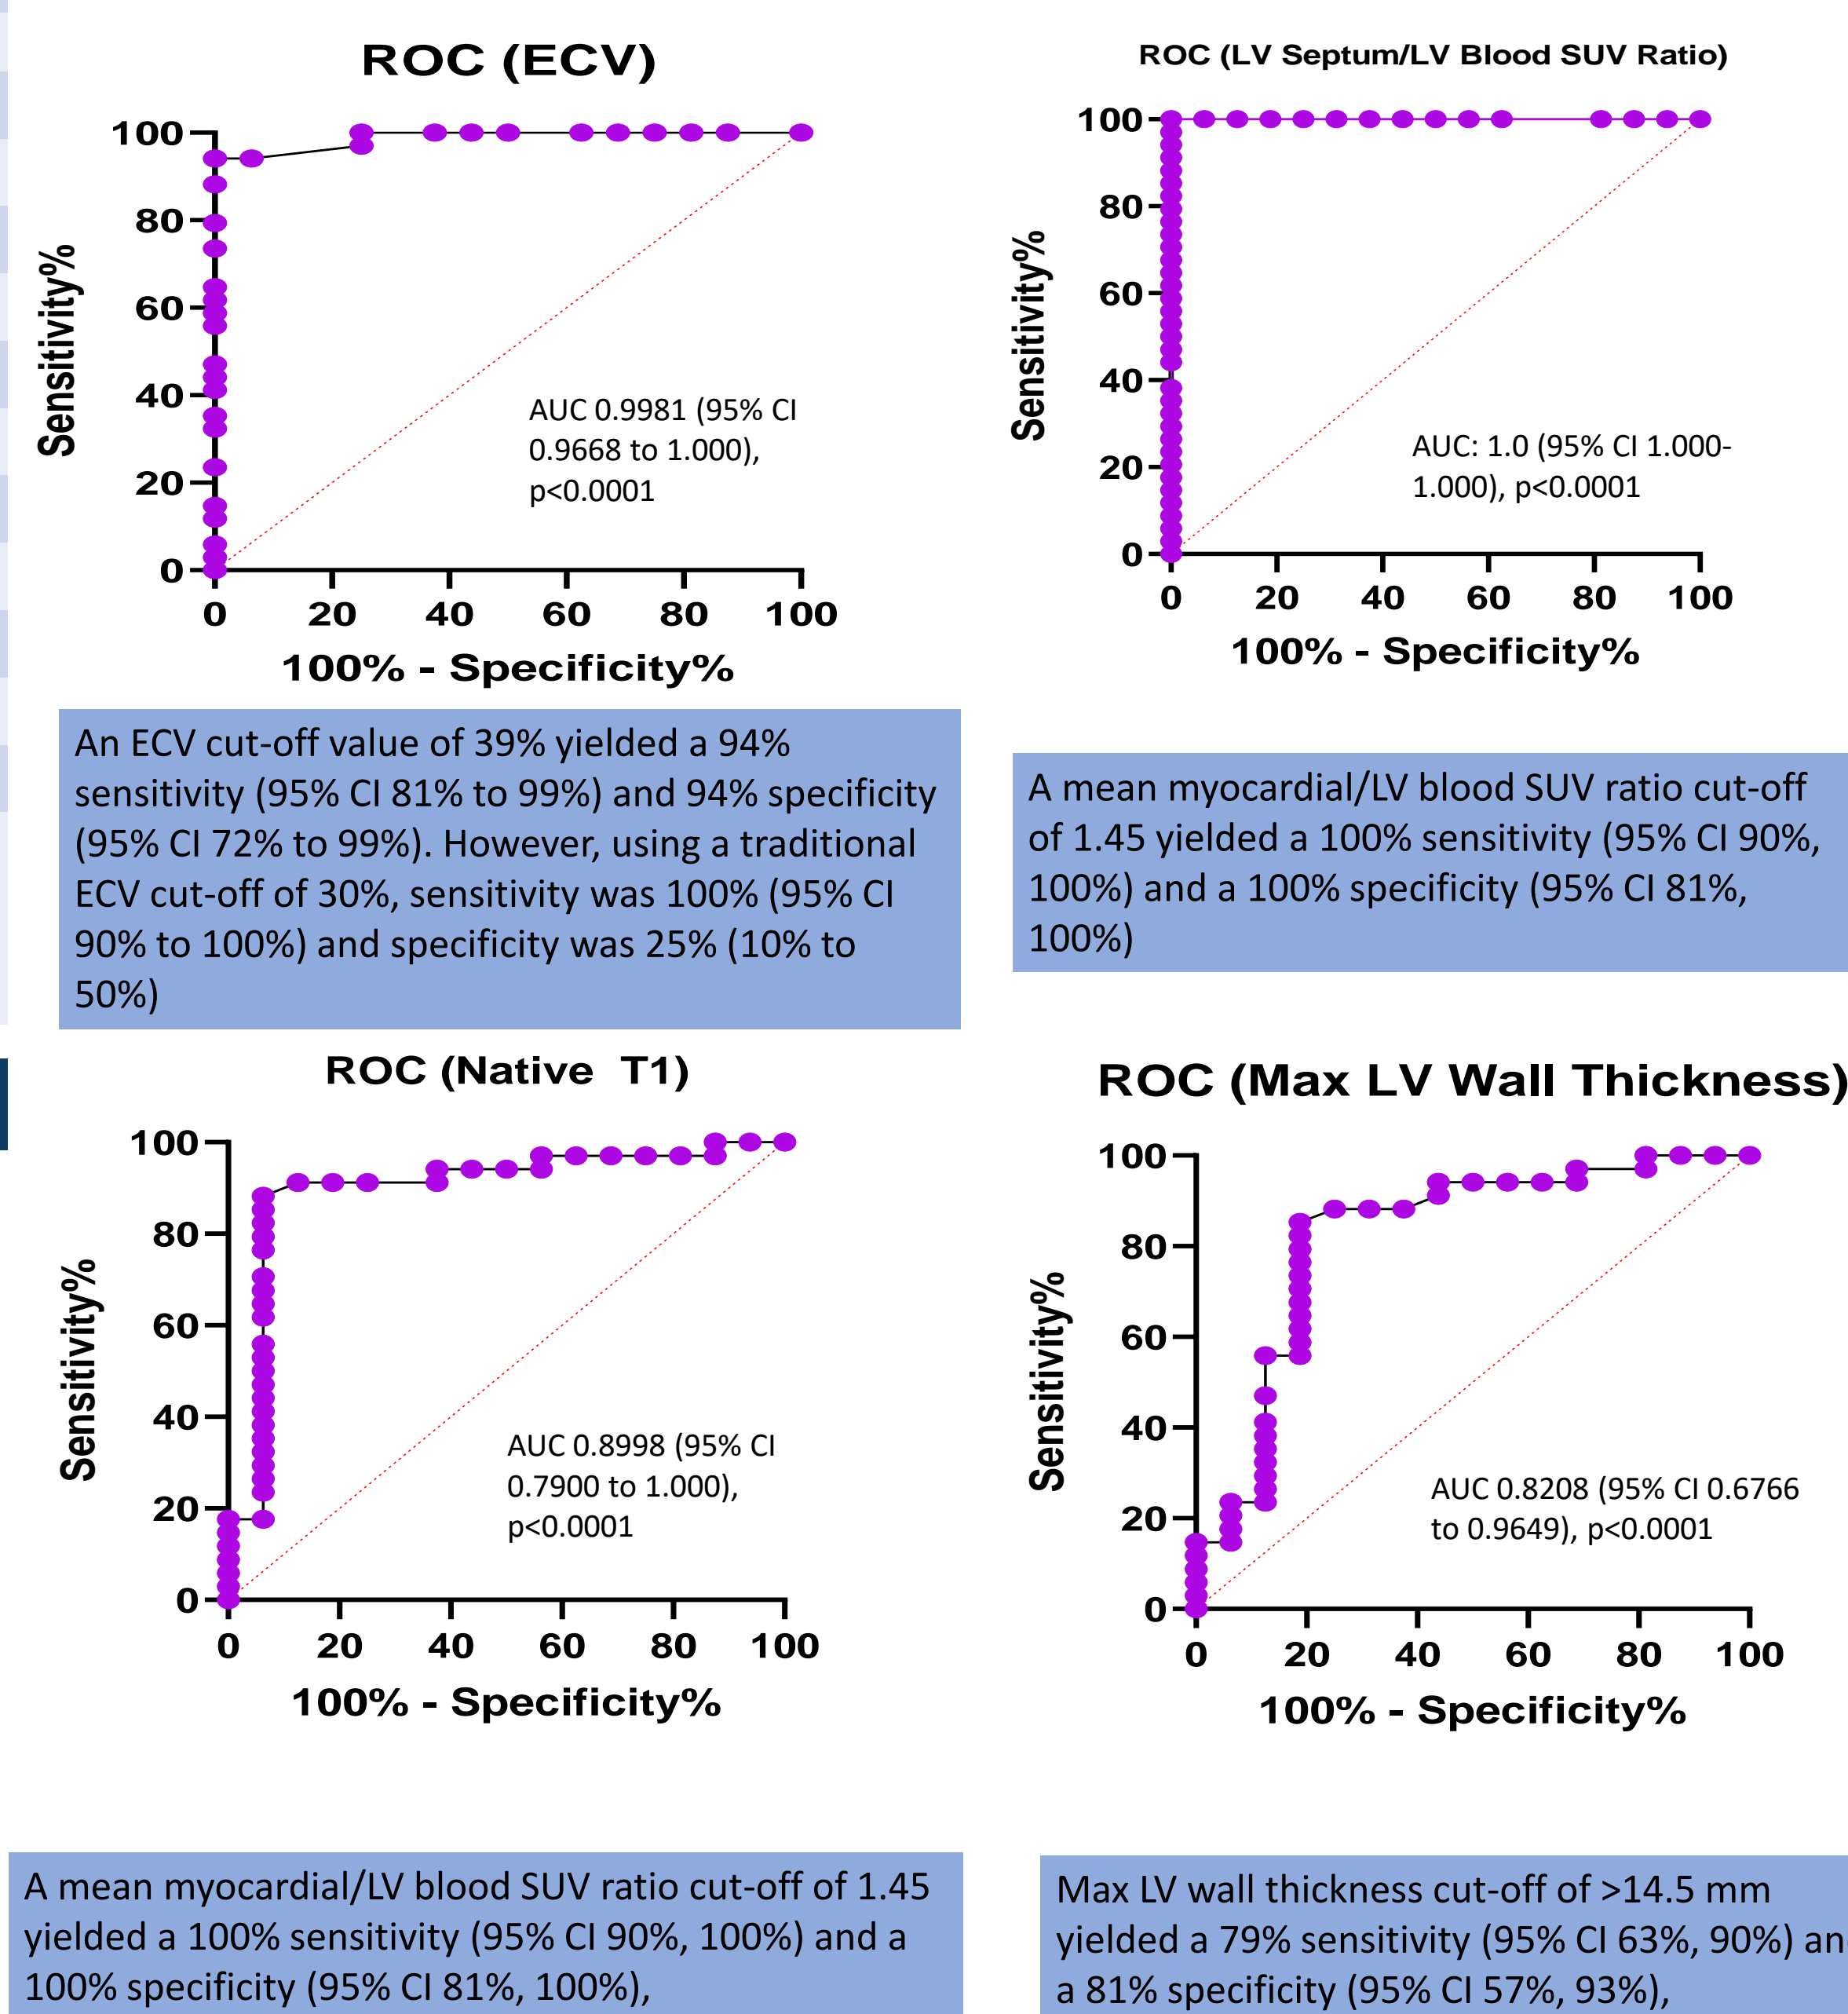 ROC (ECV)
100
80
60
40
20
0
Sensitivity%
AUC 0.9981 (95% CI
0.9668 to 1.000),
p<0.0001
0 20 40 60 80 100
100% - Specificity%
An ECV cut-off value of 39% yielded a 94%
sensitivity (95% CI 81% to 99%) and 94% specificity
(95% CI 72% to 99%). However, using a traditional
ECV cut-off of 30%, sensitivity was 100% (95% CI
90% to 100%) and specificity was 25% (10% to
50%)
ROC (LV Septum/LV Blood SUV Ratio)
100
80
60
40
20
0
Sensitivity%
AUC: 1.0 (95% CI 1.000-
1.000), p<0.0001
0 20 40 60 80 100
100% - Specificity%
A mean myocardial/LV blood SUV ratio cut-off
of 1.45 yielded a 100% sensitivity (95% CI 90%,
100%) and a 100% specificity (95% CI 81%,
100%)
ROC (Native T1)
100
80
60
40
20
0
Sensitivity%
AUC 0.8998 (95% CI
0.7900 to 1.000),
p<0.0001
0 20 40 60 80 100
100% - Specificity%
A mean myocardial/LV blood SUV ratio cut-off of 1.45
yielded a 100% sensitivity (95% CI 90%, 100%) and a
100% specificity (95% CI 81%, 100%),
ROC (Max LV Wall Thickness)
100
80
60
40
20
0
Sensitivity%
AUC 0.8208 (95% CI 0.6766
to 0.9649), p<0.0001
0 20 40 60 80 100
100% - Specificity%
Max LV wall thickness cut-off of >14.5 mm
yielded a 79% sensitivity (95% CI 63%, 90%)
a 81% specificity (95% CI 57%, 93%),